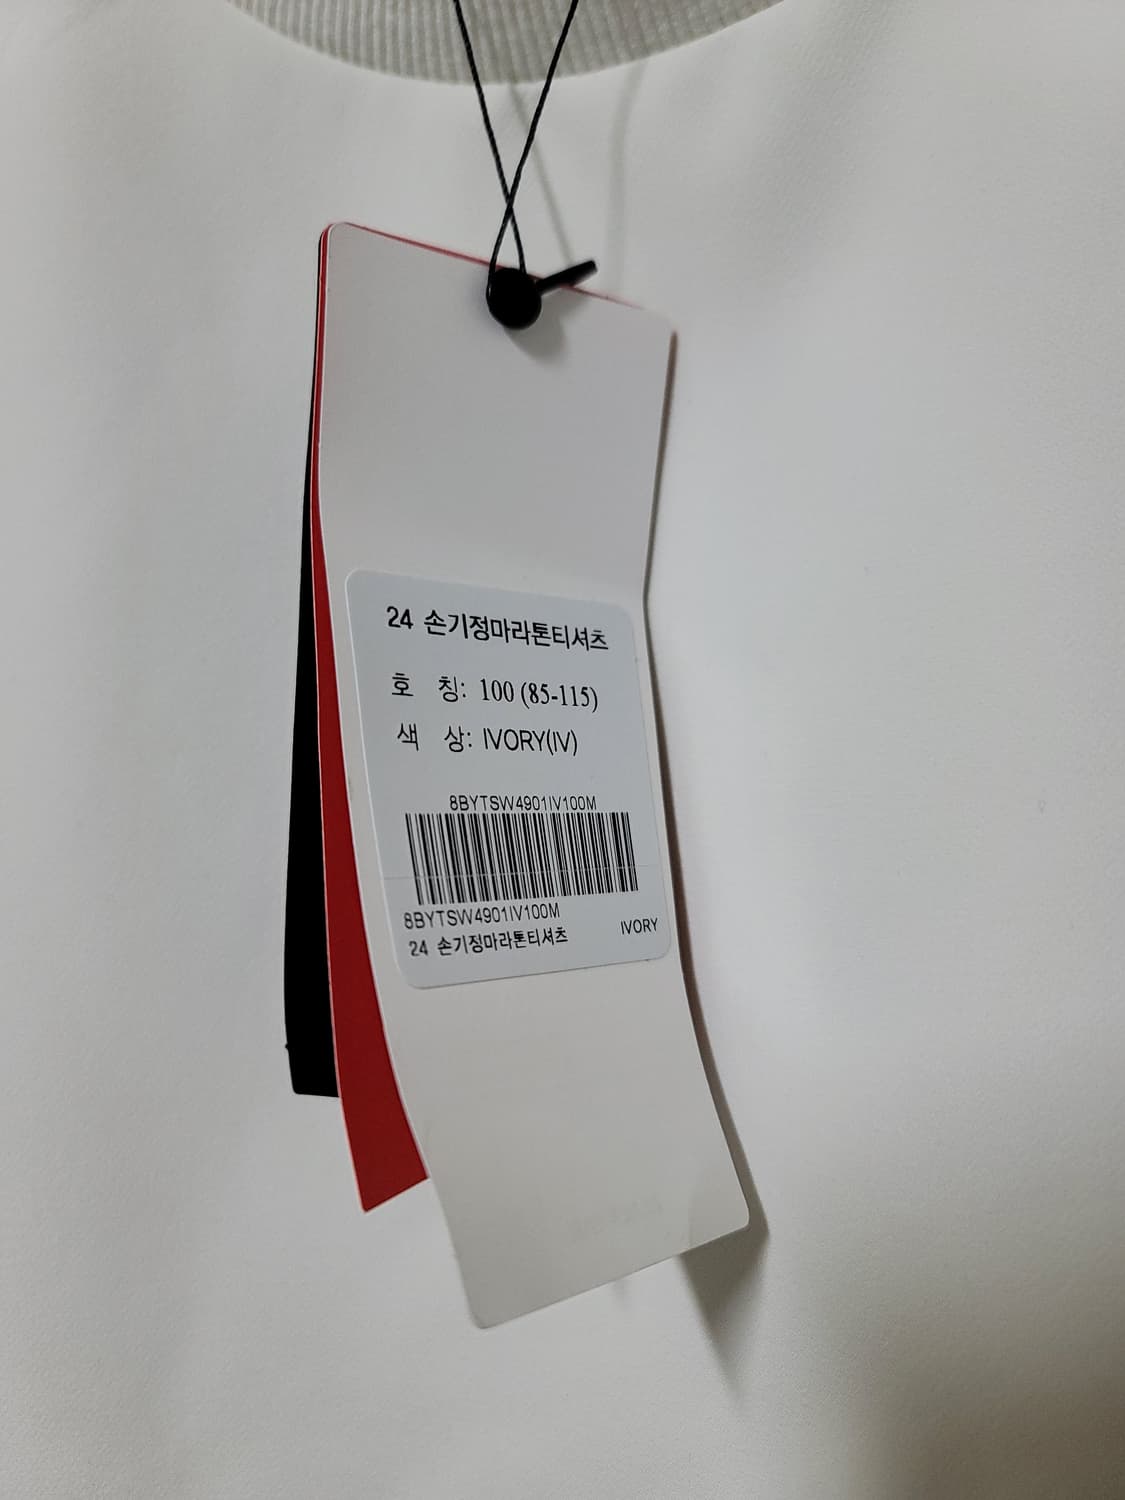 24 손기정마라톤티셔츠
호 칭: 100 (85-115)
색 상: IVORY(IV)
8BYTSW4901IV100M
8BYTSW4901IV100M
24 손기정마라톤티셔츠 IVORY